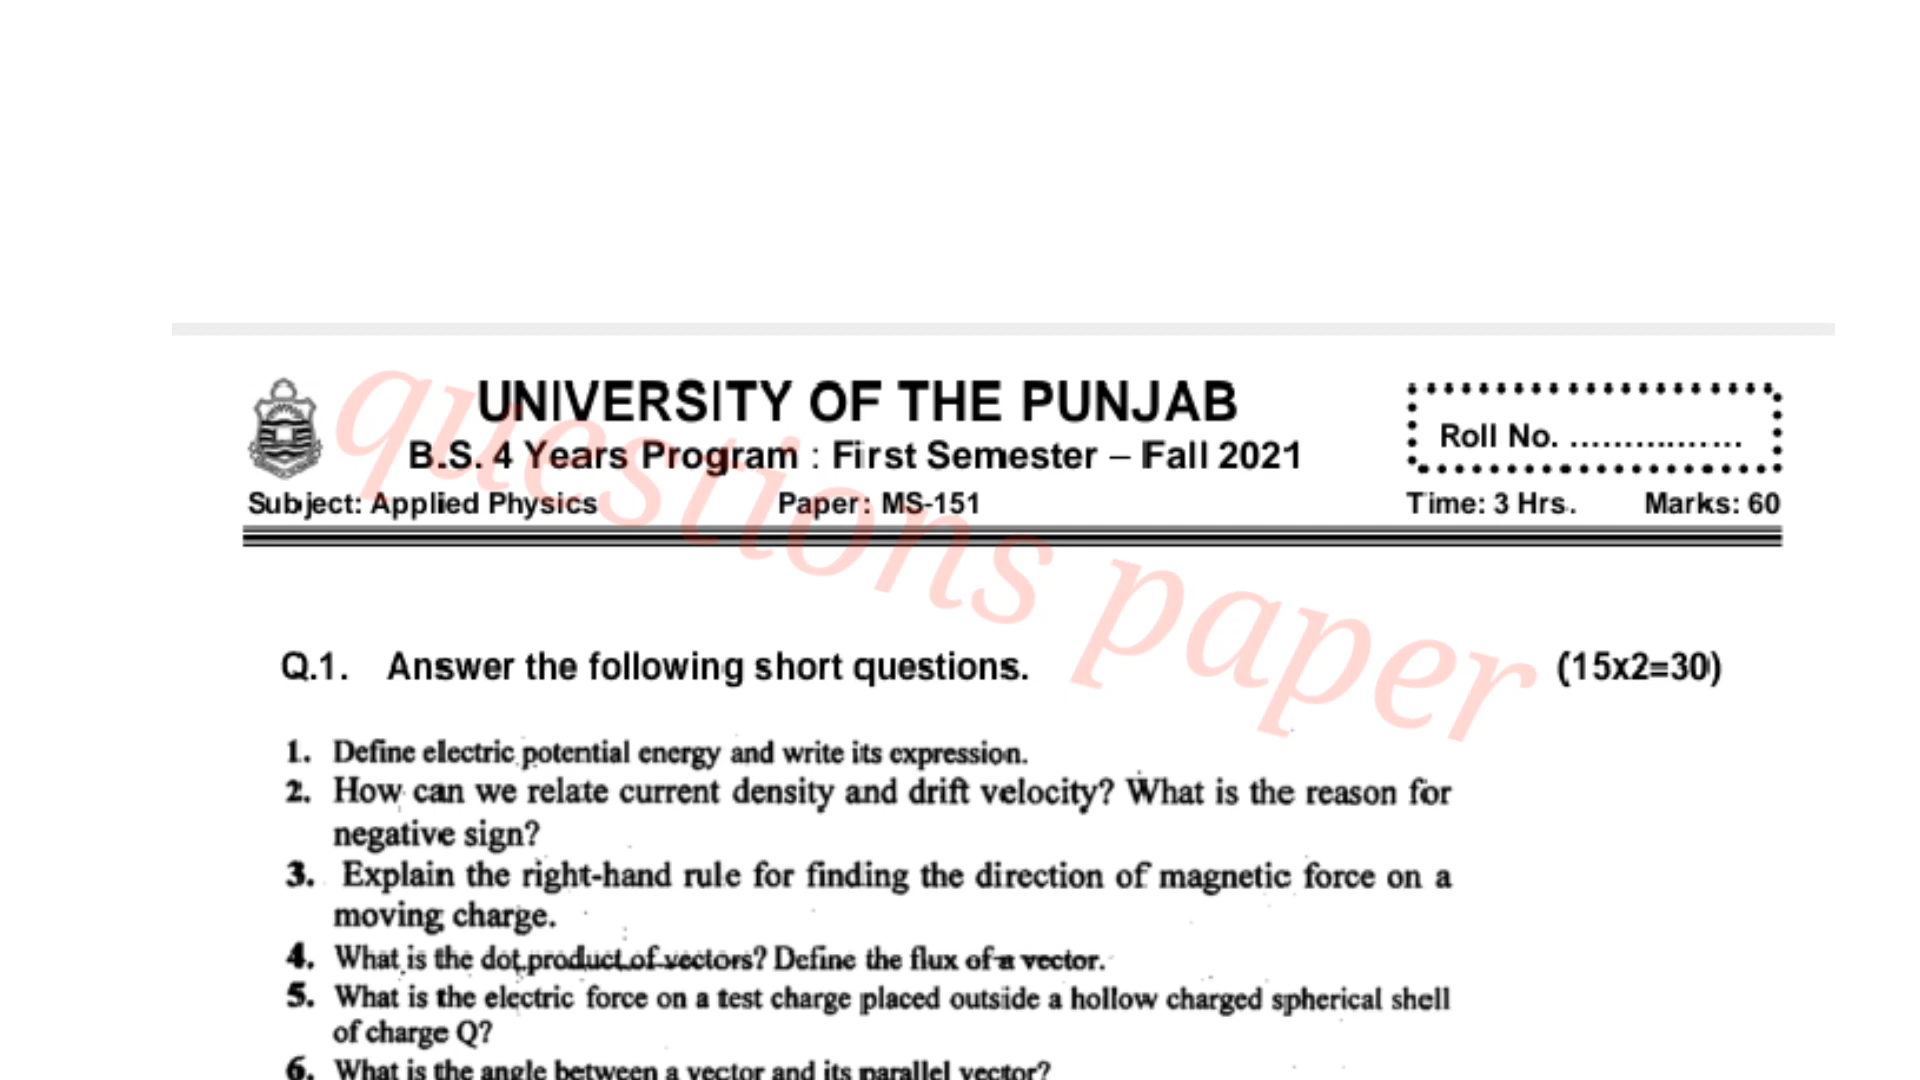 UNIVERSITY OF THE PUNJAB
B.S. 4 Years Program : First Semester – Fall 2021
Roll No. ................
Subject: Applied Physics Paper: MS-151 Time: 3 Hrs. Marks: 60
questions paper
Q.1. Answer the following short questions. (15x2=30)
1. Define electric potential energy and write its expression.
2. How can we relate current density and drift velocity? What is the reason for
negative sign?
3. Explain the right-hand rule for finding the direction of magnetic force on a
moving charge.
4. What is the dot product of vectors? Define the flux of a vector.
5. What is the electric force on a test charge placed outside a hollow charged spherical shell
of charge Q?
6. What is the angle between a vector and its parallel vector?